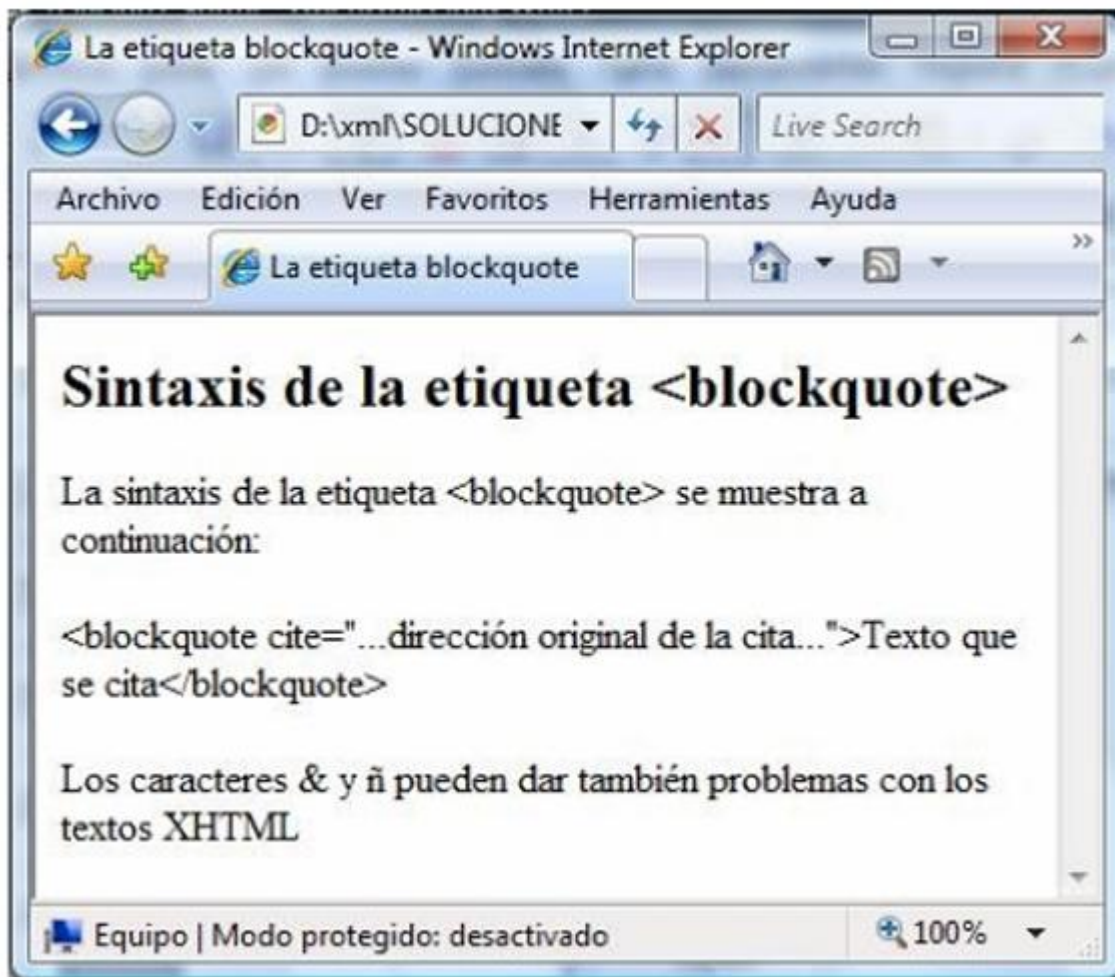 La etiqueta blockquote - Windows Internet Explorer
D:\xml\SOLUCIONE
Live Search
Archivo Edición Ver Favoritos Herramientas Ayuda
La etiqueta blockquote
Sintaxis de la etiqueta <blockquote>
La sintaxis de la etiqueta <blockquote> se muestra a
continuación:
<blockquote cite="...dirección original de la cita...">Texto que
se cita</blockquote>
Los caracteres & y ñ pueden dar también problemas con los
textos XHTML
Equipo | Modo protegido: desactivado
100%